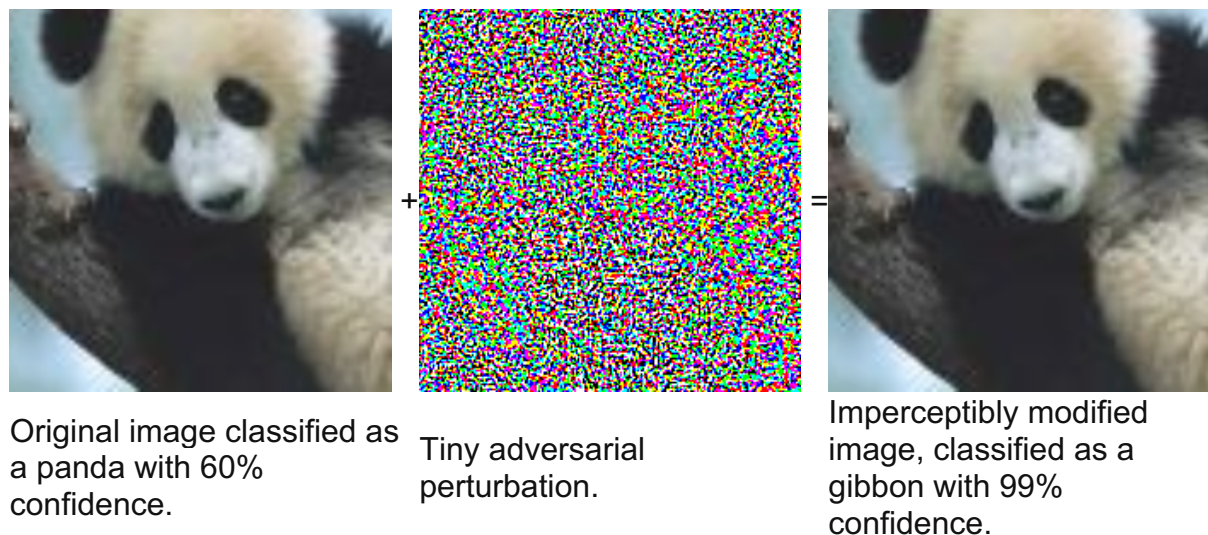 +
=
Original image classified as
a panda with 60%
confidence.
Tiny adversarial
perturbation.
Imperceptibly modified
image, classified as a
gibbon with 99%
confidence.